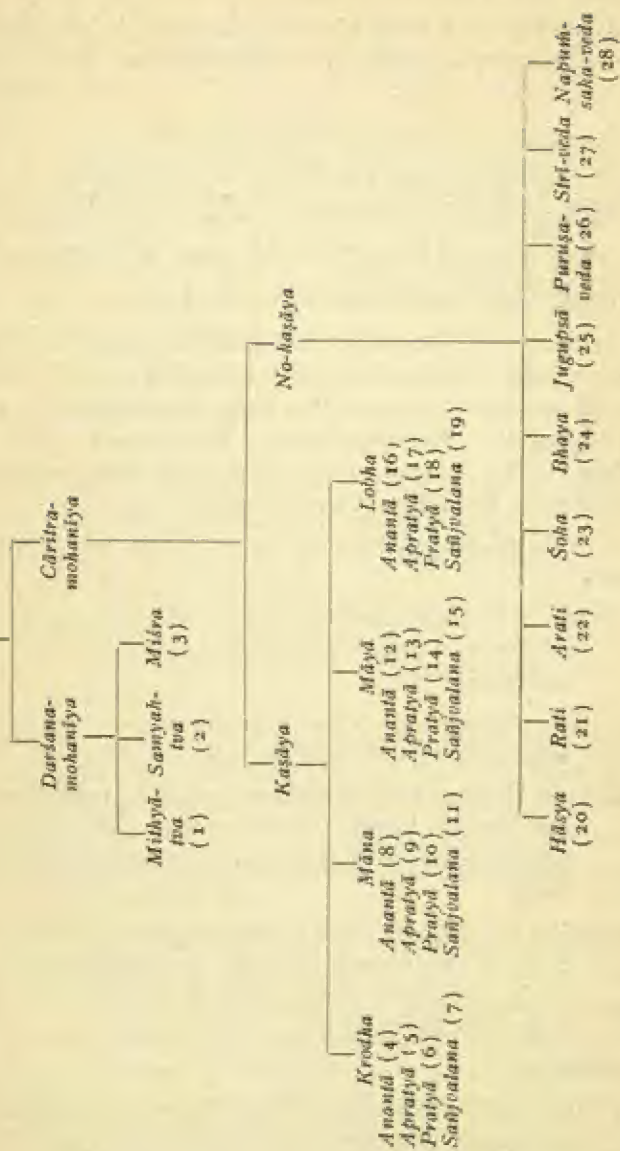 Darśana-
mohanīya
Cāritra-
mohanīya
Mithyā-
tva
(1)
Samyak-
tva
(2)
Miśra
(3)
Kaṣāya
No-kaṣāya
Krodha
Anantā (4)
Apratyā (5)
Pratyā (6)
Sañjvalana (7)
Māna
Anantā (8)
Apratyā (9)
Pratyā (10)
Sañjvalana (11)
Māyā
Anantā (12)
Apratyā (13)
Pratyā (14)
Sañjvalana (15)
Lobha
Anantā (16)
Apratyā (17)
Pratyā (18)
Sañjvalana (19)
Hāsya
(20)
Rati
(21)
Arati
(22)
Śoka
(23)
Bhaya
(24)
Jugupsā
(25)
Puruṣa-
veda (26)
Strī-veda
(27)
Napuṁ-
saka-veda
(28)